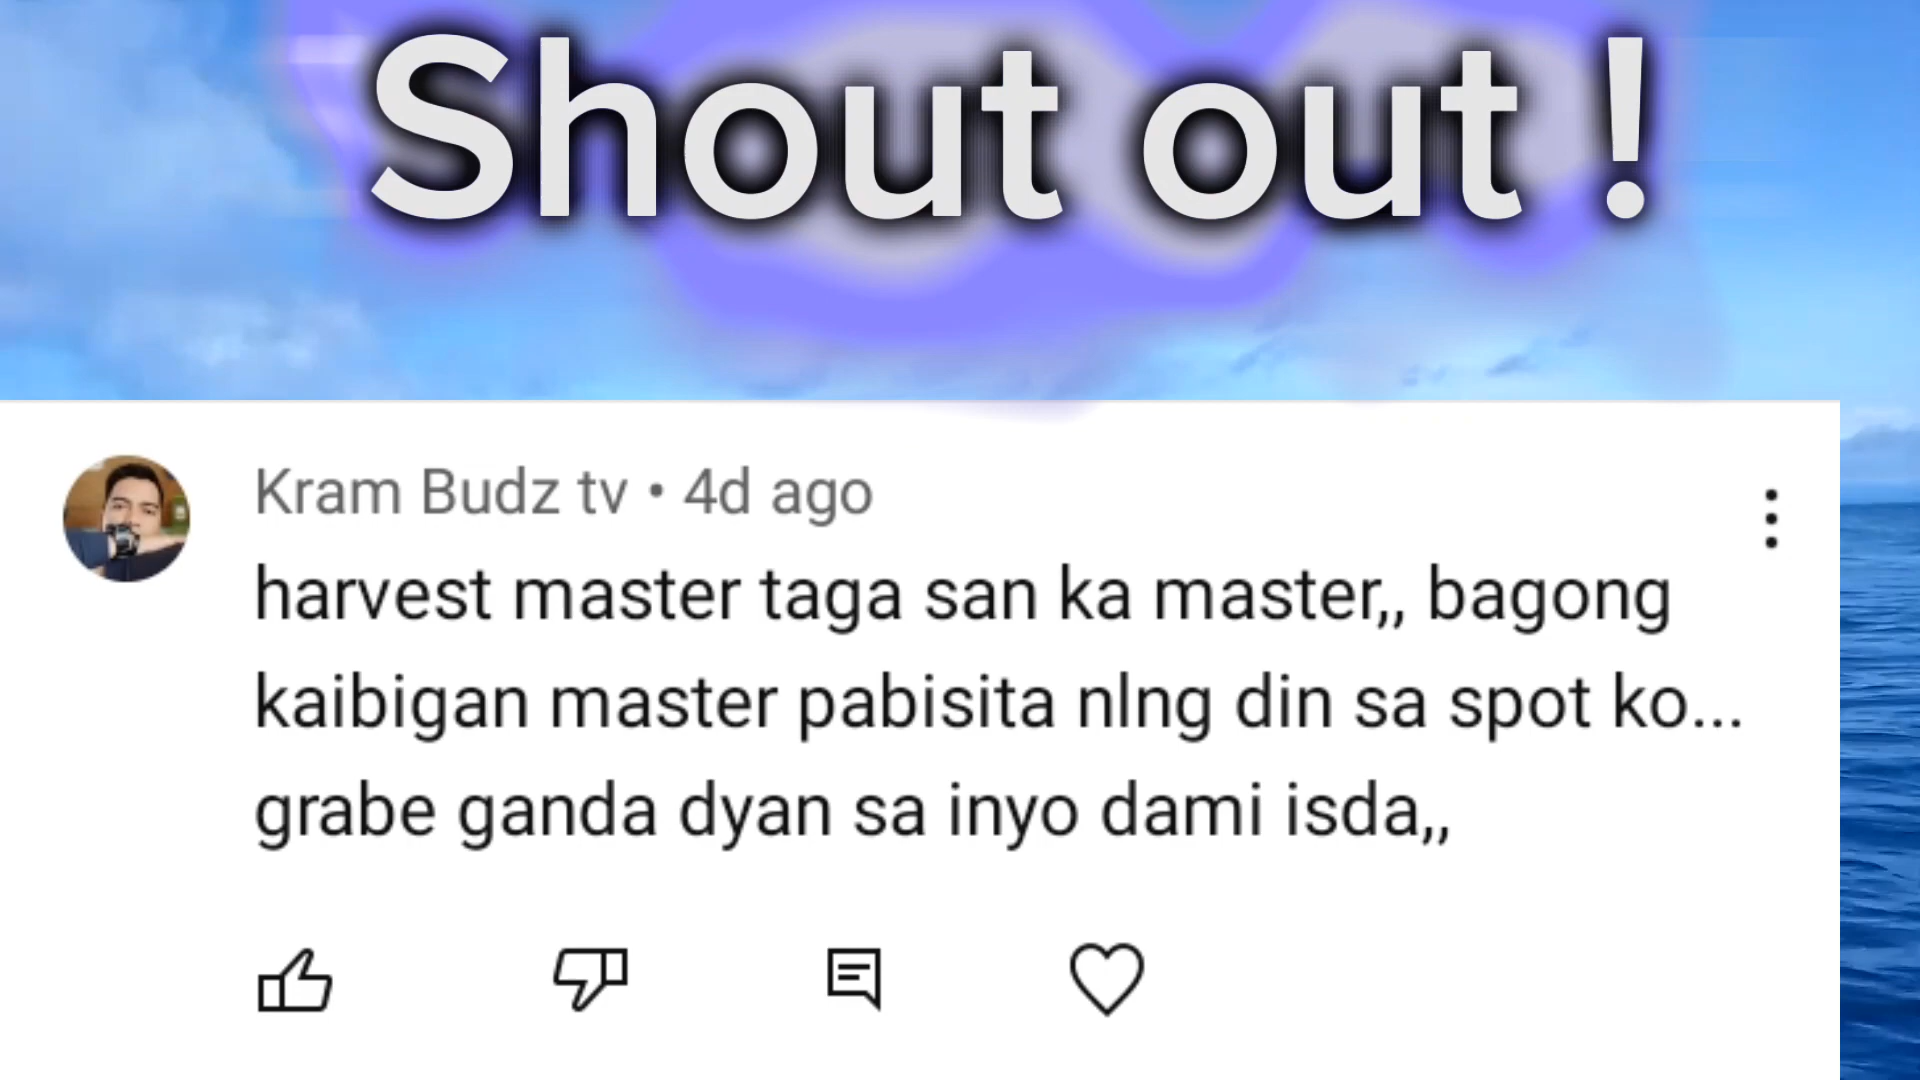 Shout out !
Kram Budz tv • 4d ago
harvest master taga san ka master,, bagong
kaibigan master pabisita nlng din sa spot ko...
grabe ganda dyan sa inyo dami isda,,